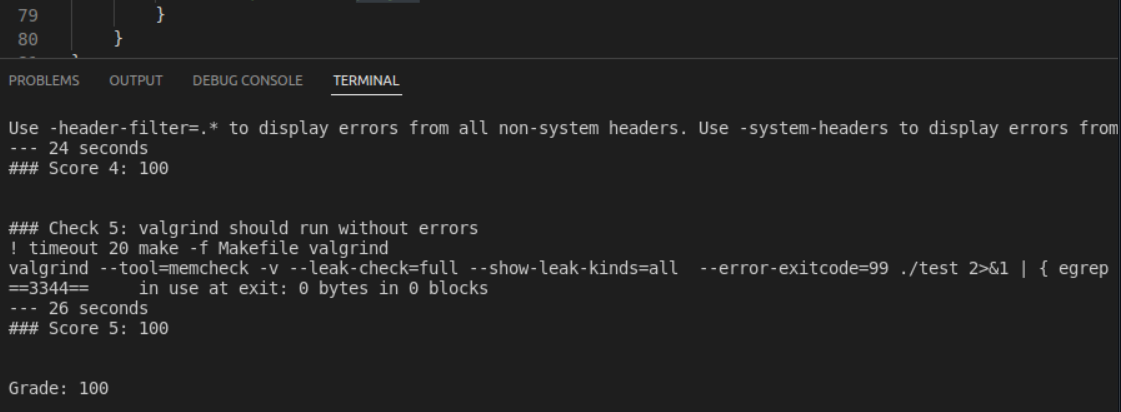 79 }
80 }
}
PROBLEMS OUTPUT DEBUG CONSOLE TERMINAL
Use -header-filter=.* to display errors from all non-system headers. Use -system-headers to display errors from
--- 24 seconds
### Score 4: 100
### Check 5: valgrind should run without errors
! timeout 20 make -f Makefile valgrind
valgrind --tool=memcheck -v --leak-check=full --show-leak-kinds=all  --error-exitcode=99 ./test 2>&1 | { egrep
==3344==     in use at exit: 0 bytes in 0 blocks
--- 26 seconds
### Score 5: 100
Grade: 100